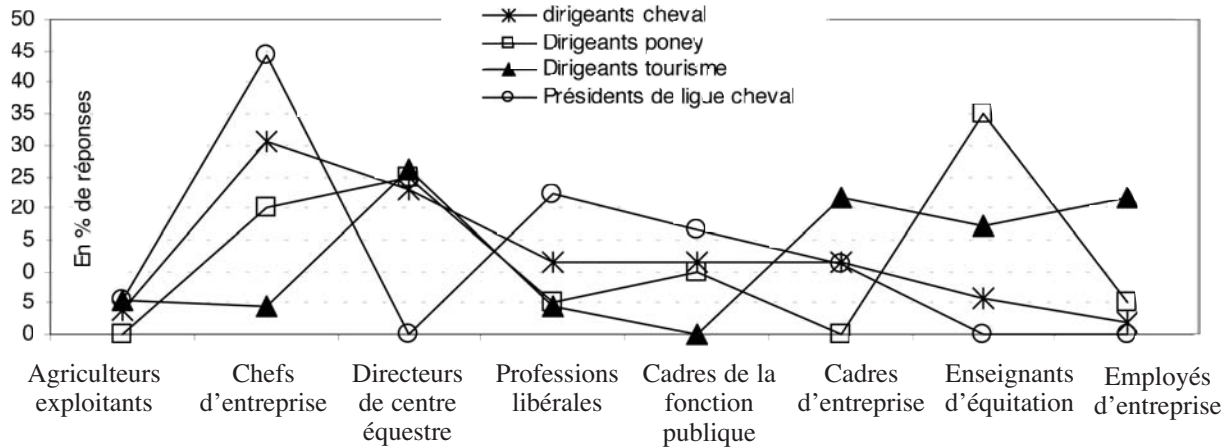 50
45
40
35
30
25
20
5
0
5
0
En % de réponses
dirigeants cheval
Dirigeants poney
Dirigeants tourisme
Présidents de ligue cheval
Agriculteurs
exploitants
Chefs
d'entreprise
Directeurs
de centre
équestre
Professions
libérales
Cadres de la
fonction
publique
Cadres
d'entreprise
Enseignants
d'équitation
Employés
d'entreprise